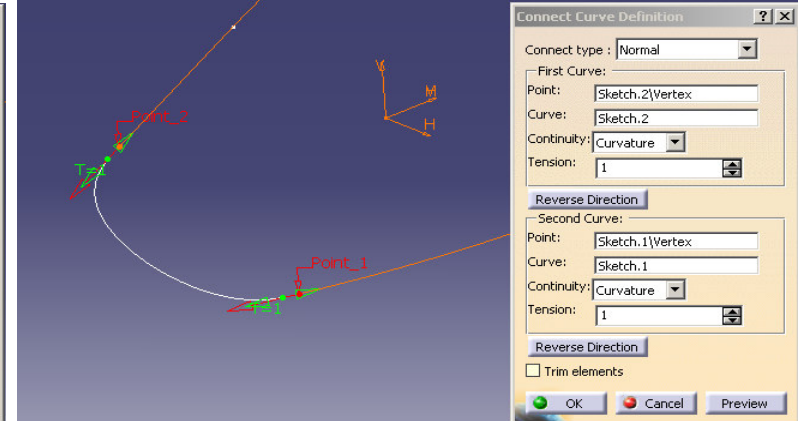 Connect Curve Definition
Connect type : Normal
First Curve:
Point: Sketch.2\Vertex
Curve: Sketch.2
Continuity: Curvature
Tension: 1
Reverse Direction
Second Curve:
Point: Sketch.1\Vertex
Curve: Sketch.1
Continuity: Curvature
Tension: 1
Reverse Direction
Trim elements
OK Cancel Preview
V
M
H
Point_2
T=1
Point_1
T=1